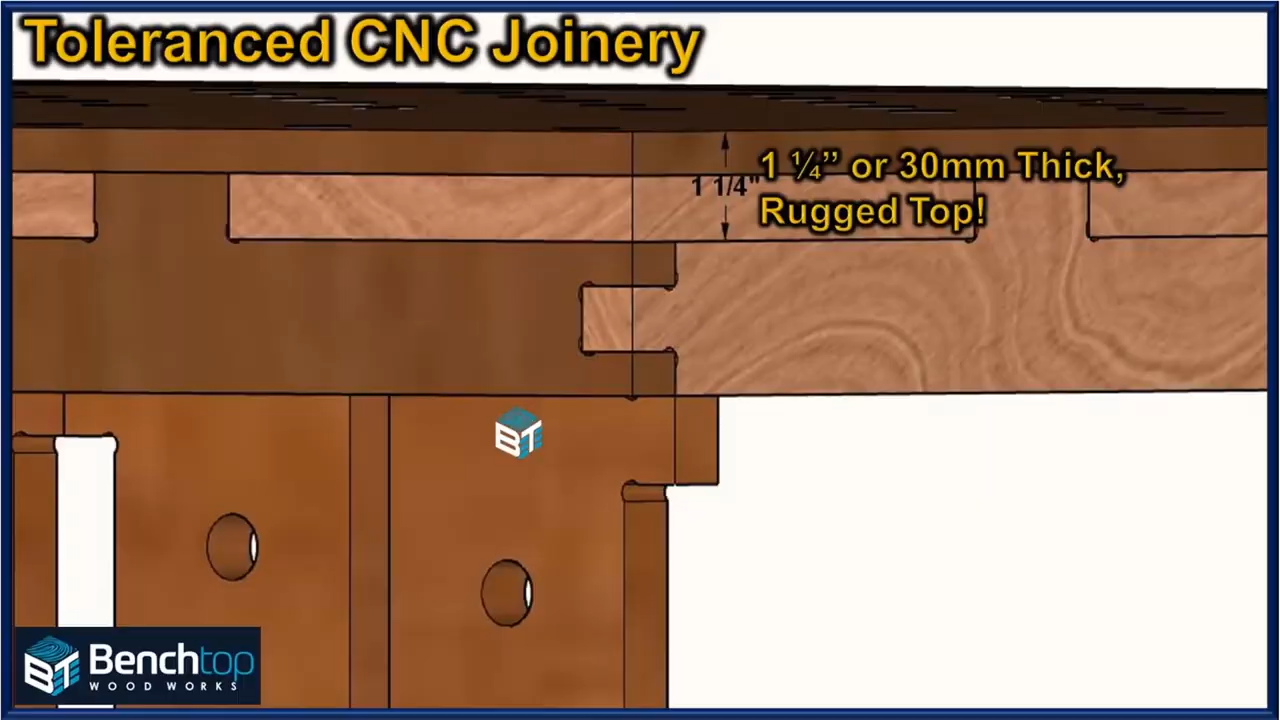 Toleranced CNC Joinery
1 ¼” or 30mm Thick,
1 1/4"
Rugged Top!
BT
BT Benchtop
WOOD WORKS